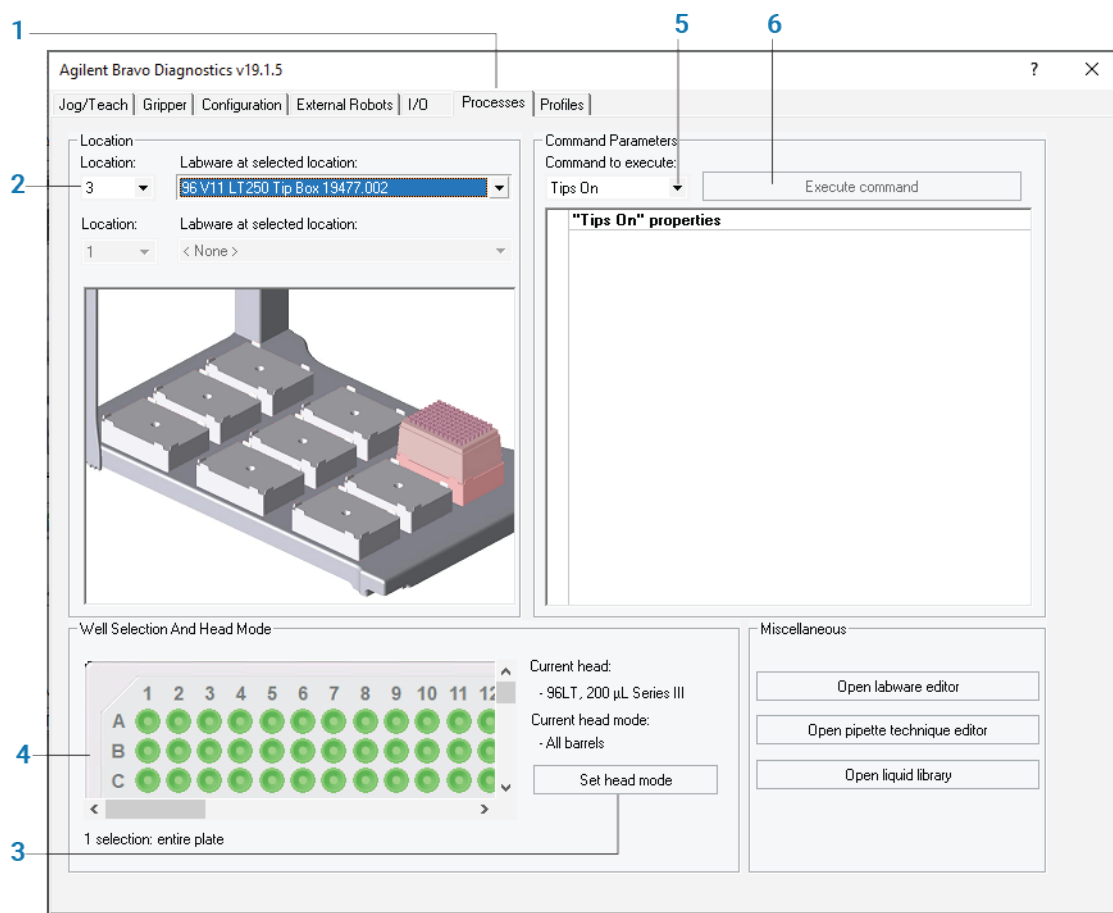 1 5 6
Agilent Bravo Diagnostics v19.1.5 ?
Jog/Teach Gripper Configuration External Robots I/O Processes Profiles
Location
Location: Labware at selected location:
2 3 96 V11 LT250 Tip Box 19477.002
Location: Labware at selected location:
1 < None >
Command Parameters
Command to execute:
Tips On Execute command
"Tips On" properties
Well Selection And Head Mode
1 2 3 4 5 6 7 8 9 10 11 12
A
B
4
C
1 selection: entire plate
3
Current head:
- 96LT, 200 µL Series III
Current head mode:
- All barrels
Set head mode
Miscellaneous
Open labware editor
Open pipette technique editor
Open liquid library